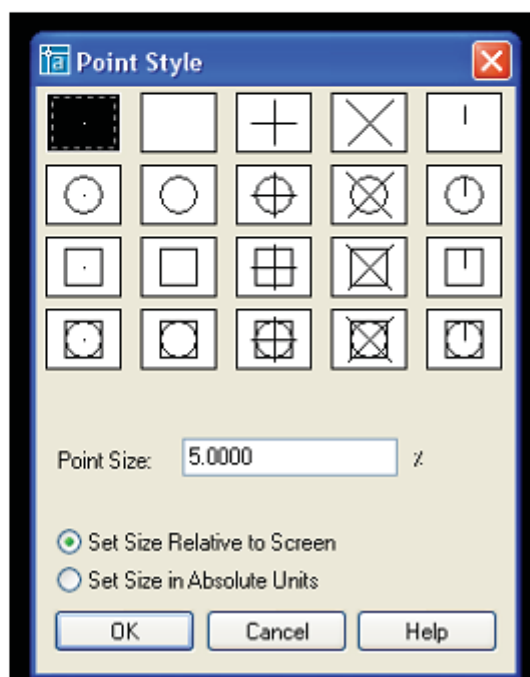 Point Style
Point Size: 5.0000 %
Set Size Relative to Screen
Set Size in Absolute Units
OK Cancel Help